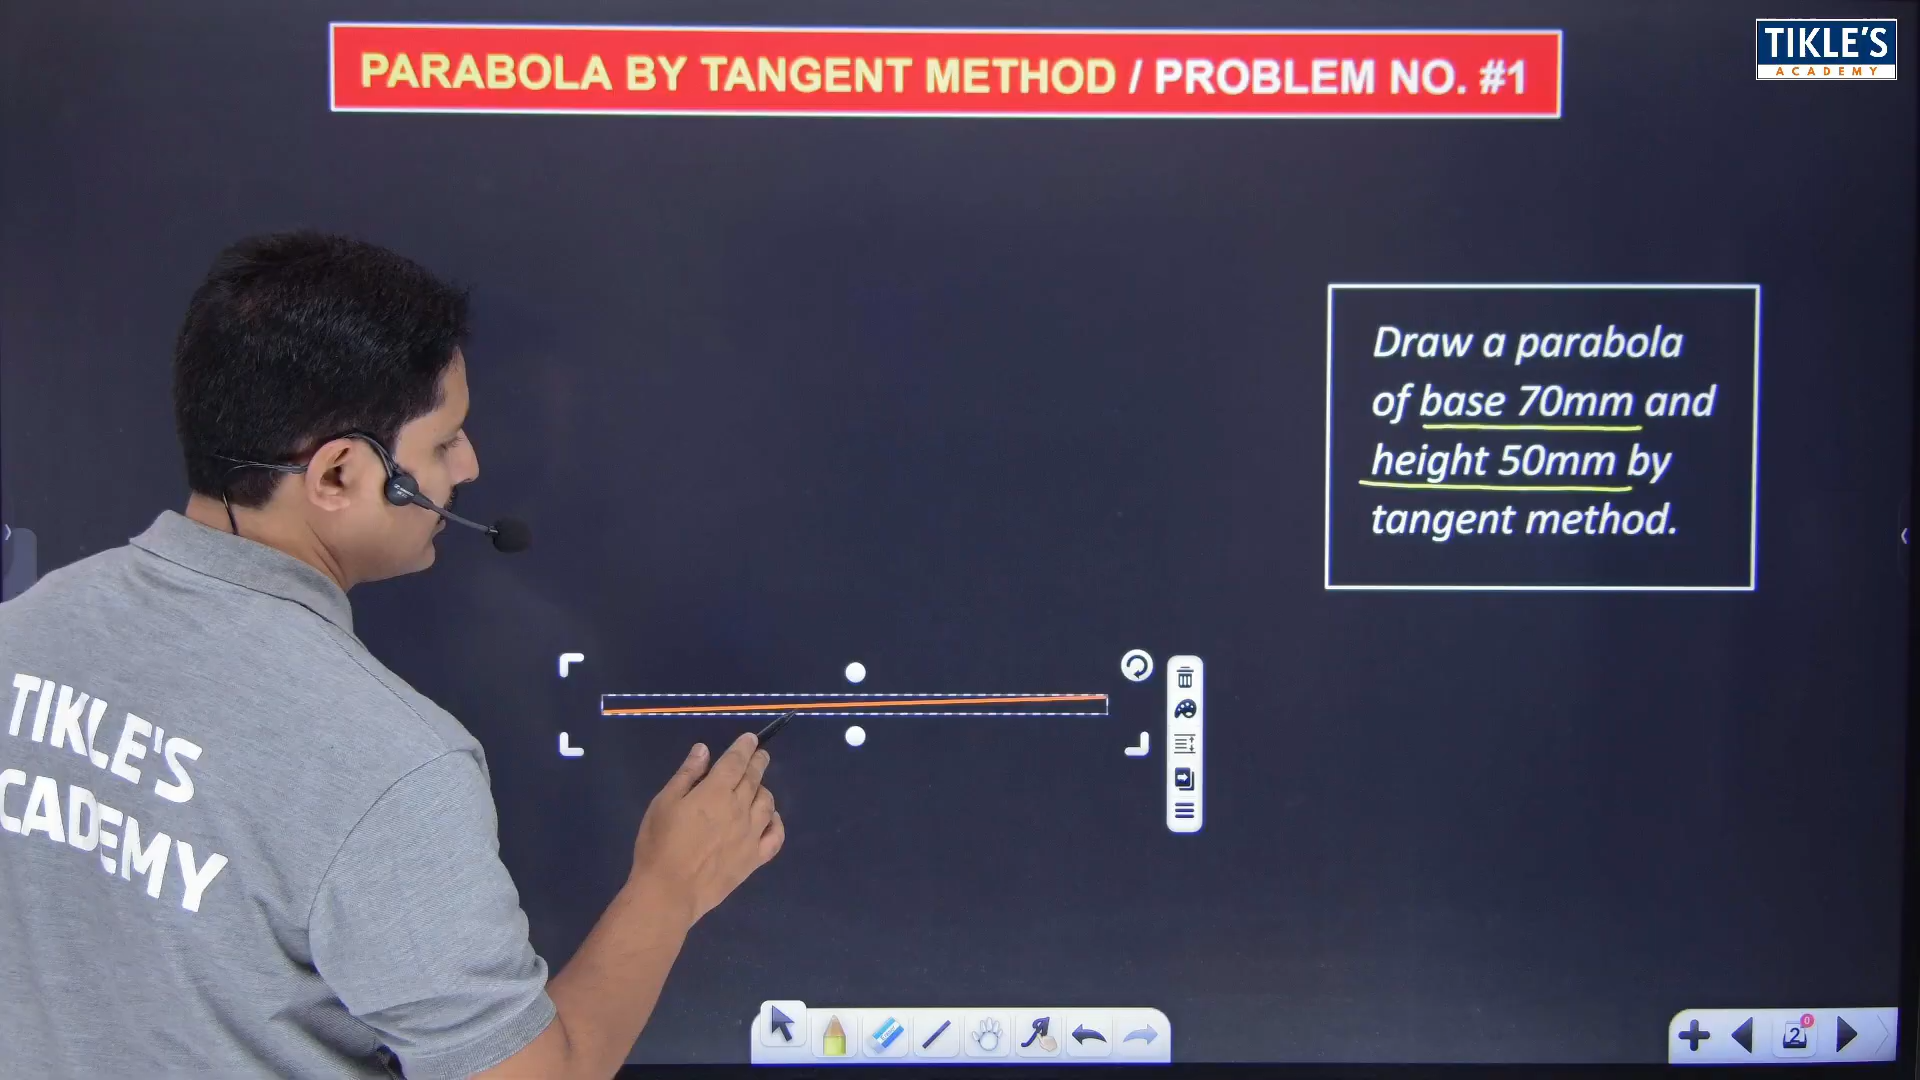 PARABOLA BY TANGENT METHOD / PROBLEM NO. #1
TIKLE'S
ACADEMY
Draw a parabola
of base 70mm and
height 50mm by
tangent method.
TIKLE'S
CADEMY
2
0